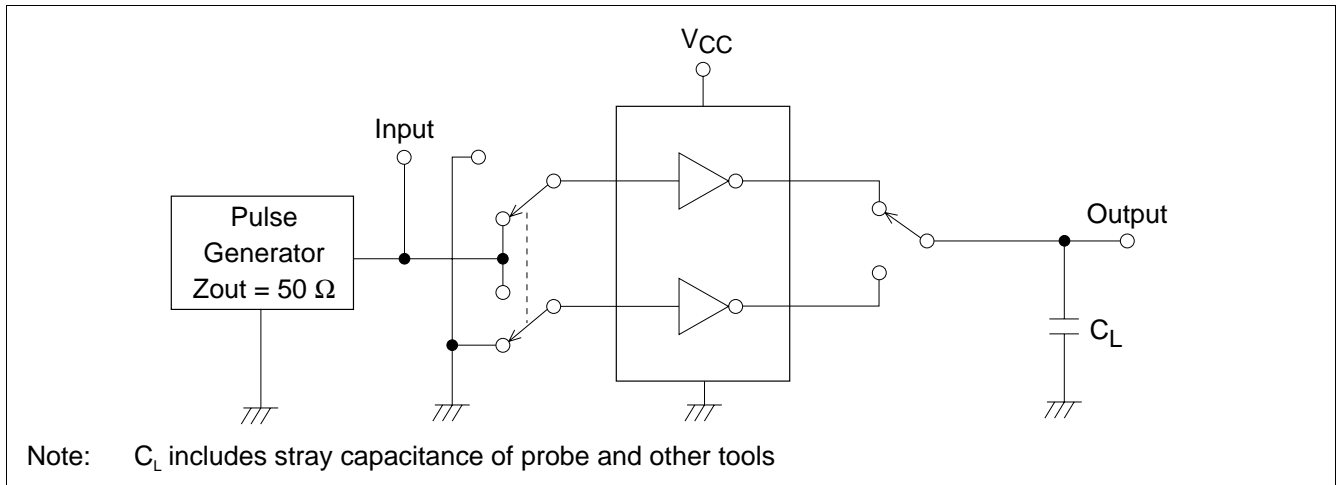 VCC
Input
Pulse
Generator
Zout = 50 Ω
Output
CL
Note: CL includes stray capacitance of probe and other tools